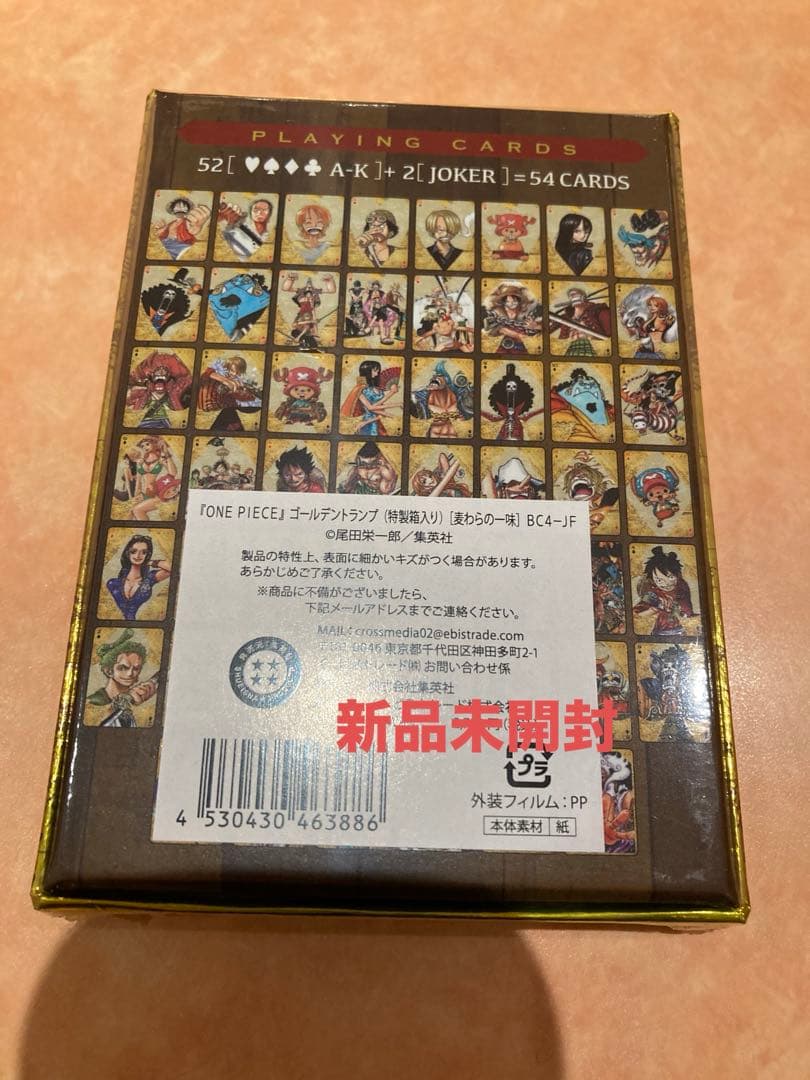 PLAYING CARDS
52[ ♥♠♦♣ A-K ]+ 2[ JOKER ]=54 CARDS
『ONE PIECE』ゴールデントランプ（特製箱入り）［麦わらの一味］BC4-JF
©尾田栄一郎／集英社
製品の特性上、表面に細かいキズがつく場合があります。
あらかじめご了承ください。
※商品に不備がございましたら、
下記メールアドレスまでご連絡ください。
MAIL：crossmedia02@ebistrade.com
0046 東京都千代田区神田多町2-1
トレード㈱ お問い合わせ係
株式会社集英社
新品未開封
プラ
外装フィルム：PP
4 530430 463886
本体素材 紙